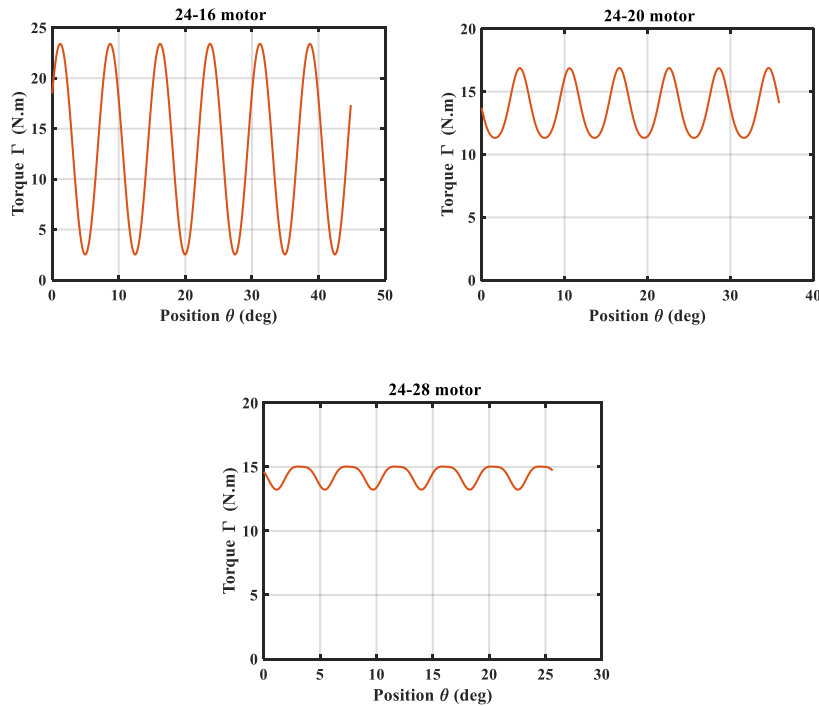 24-16 motor
25
20
15
10
5
0
0 10 20 30 40 50
Torque Γ (N.m)
Position θ (deg)
24-20 motor
20
15
10
5
0
0 10 20 30 40
Torque Γ (N.m)
Position θ (deg)
24-28 motor
20
15
10
5
0
0 5 10 15 20 25 30
Torque Γ (N.m)
Position θ (deg)